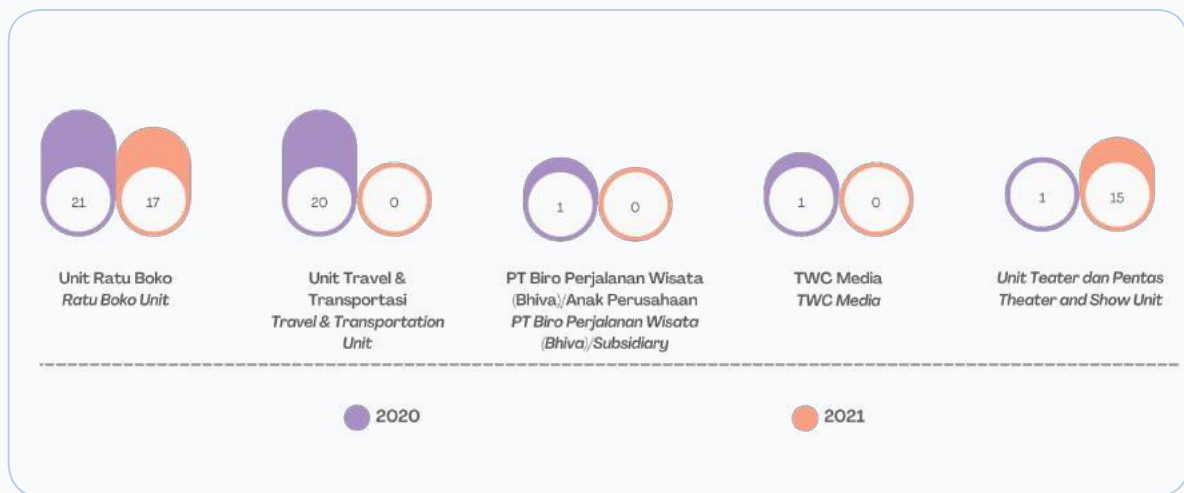 21
17
Unit Ratu Boko
Ratu Boko Unit
20
0
Unit Travel &
Transportasi
Travel & Transportation
Unit
1
0
PT Biro Perjalanan Wisata
(Bhiva)/Anak Perusahaan
PT Biro Perjalanan Wisata
(Bhiva)/Subsidiary
1
0
TWC Media
TWC Media
1
15
Unit Teater dan Pentas
Theater and Show Unit
2020
2021